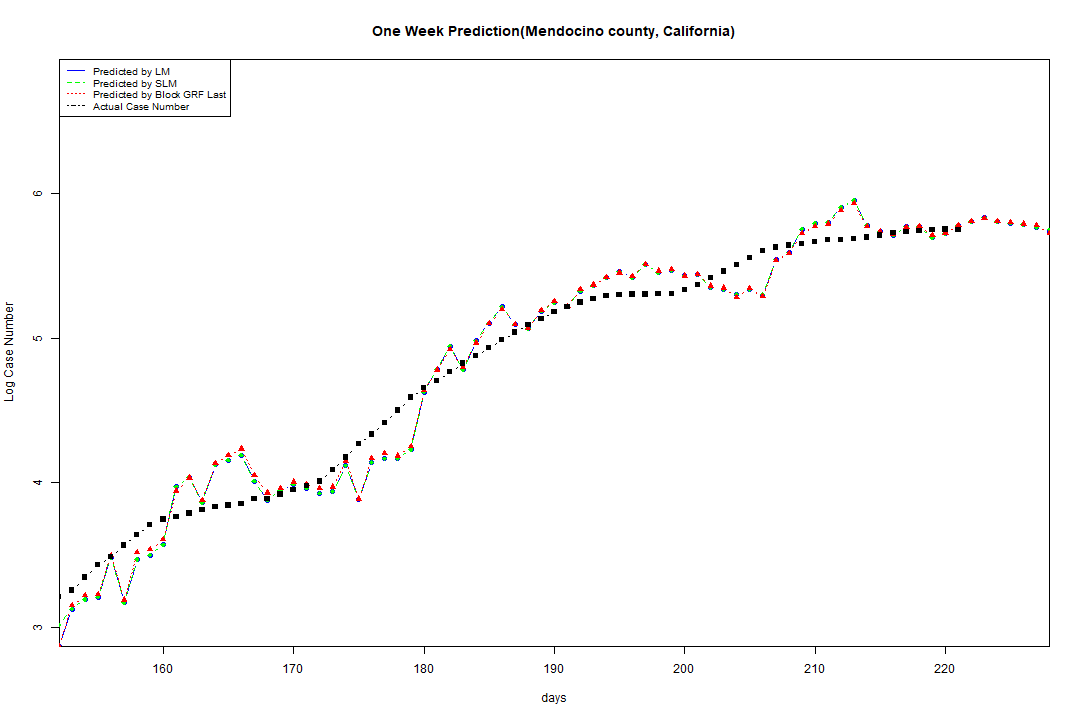 One Week Prediction(Mendocino county, California)
Predicted by LM
Predicted by SLM
Predicted by Block GRF Last
Actual Case Number
Log Case Number
6
5
4
3
160 170 180 190 200 210 220
days